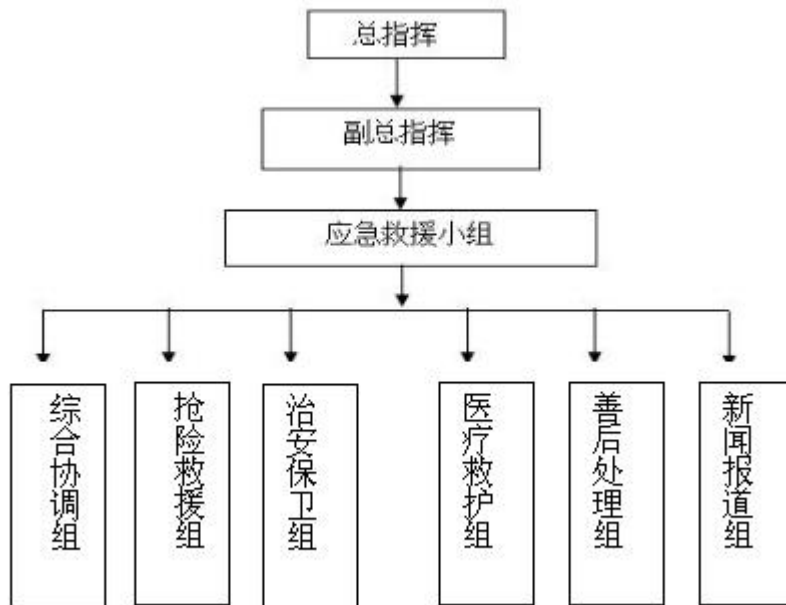 总指挥
副总指挥
应急救援小组
综合协调组
抢险救援组
治安保卫组
医疗救护组
善后处理组
新闻报道组